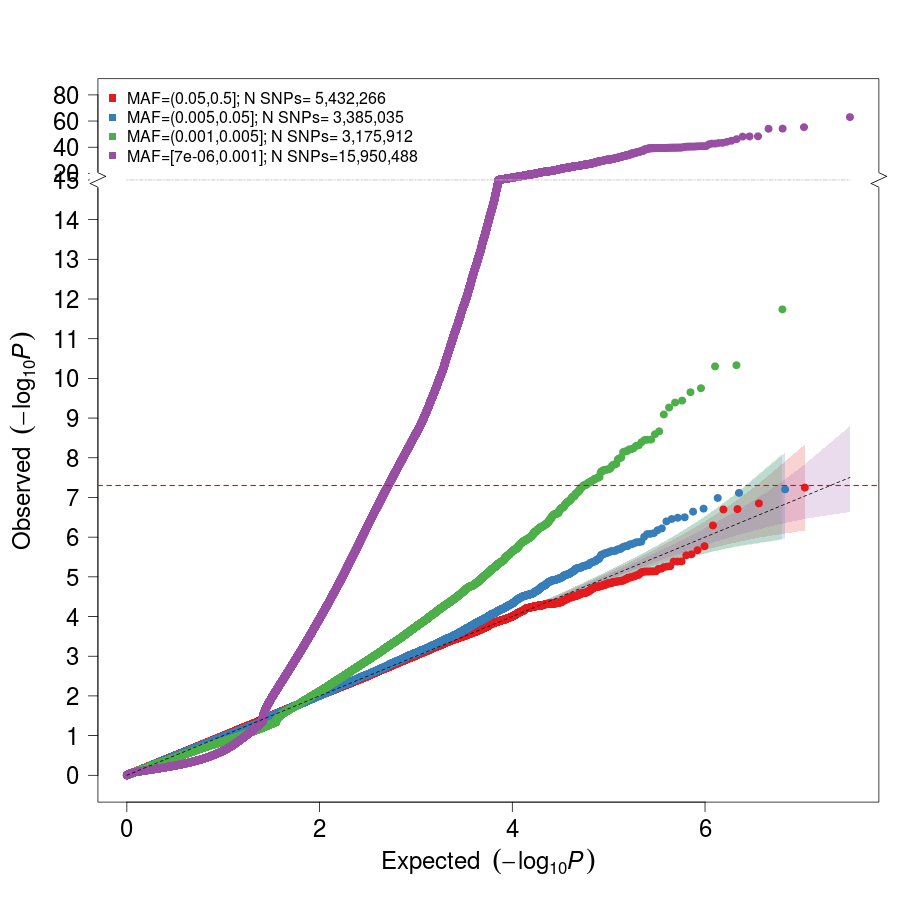 MAF=(0.05,0.5]; N SNPs= 5,432,266
MAF=(0.005,0.05]; N SNPs= 3,385,035
MAF=(0.001,0.005]; N SNPs= 3,175,912
MAF=[7e-06,0.001]; N SNPs=15,950,488
80
60
40
20
15
14
13
12
11
10
9
8
7
6
5
4
3
2
1
0
Observed (−log10P)
0 2 4 6
Expected (−log10P)